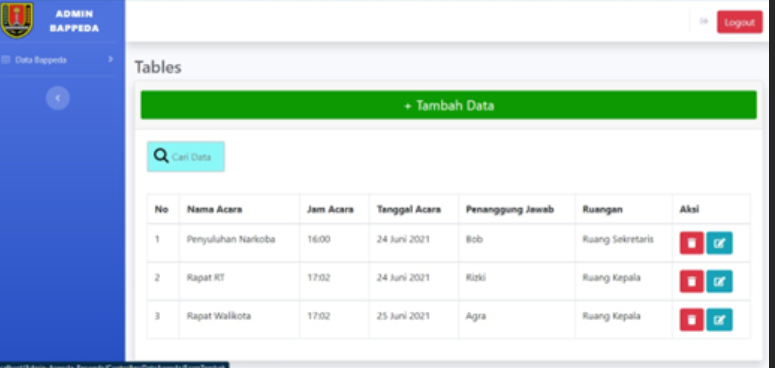 ADMIN
BAPPEDA
Logout
Data Bappeda
Tables
+ Tambah Data
Cari Data
No Nama Acara Jam Acara Tanggal Acara Penanggung Jawab Ruangan Aksi
1 Penyuluhan Narkoba 16:00 24 Juni 2021 Bob Ruang Sekretaris
2 Rapat RT 17:02 24 Juni 2021 Rizki Ruang Kepala
3 Rapat Walikota 17:02 25 Juni 2021 Agra Ruang Kepala